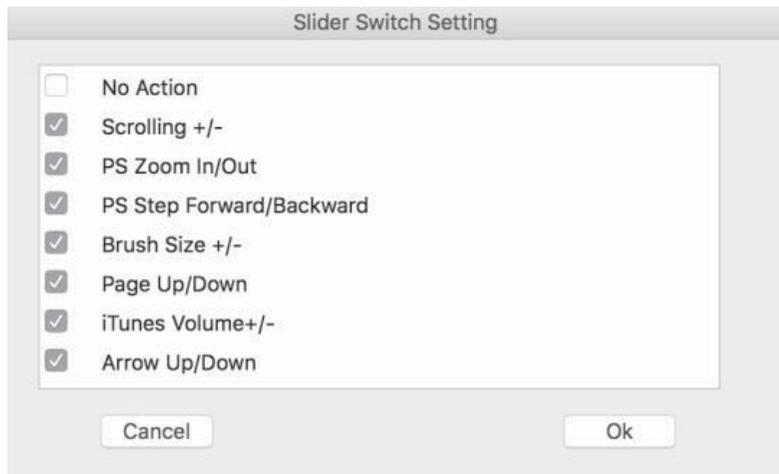 Slider Switch Setting
No Action
Scrolling +/-
PS Zoom In/Out
PS Step Forward/Backward
Brush Size +/-
Page Up/Down
iTunes Volume+/-
Arrow Up/Down
Cancel Ok